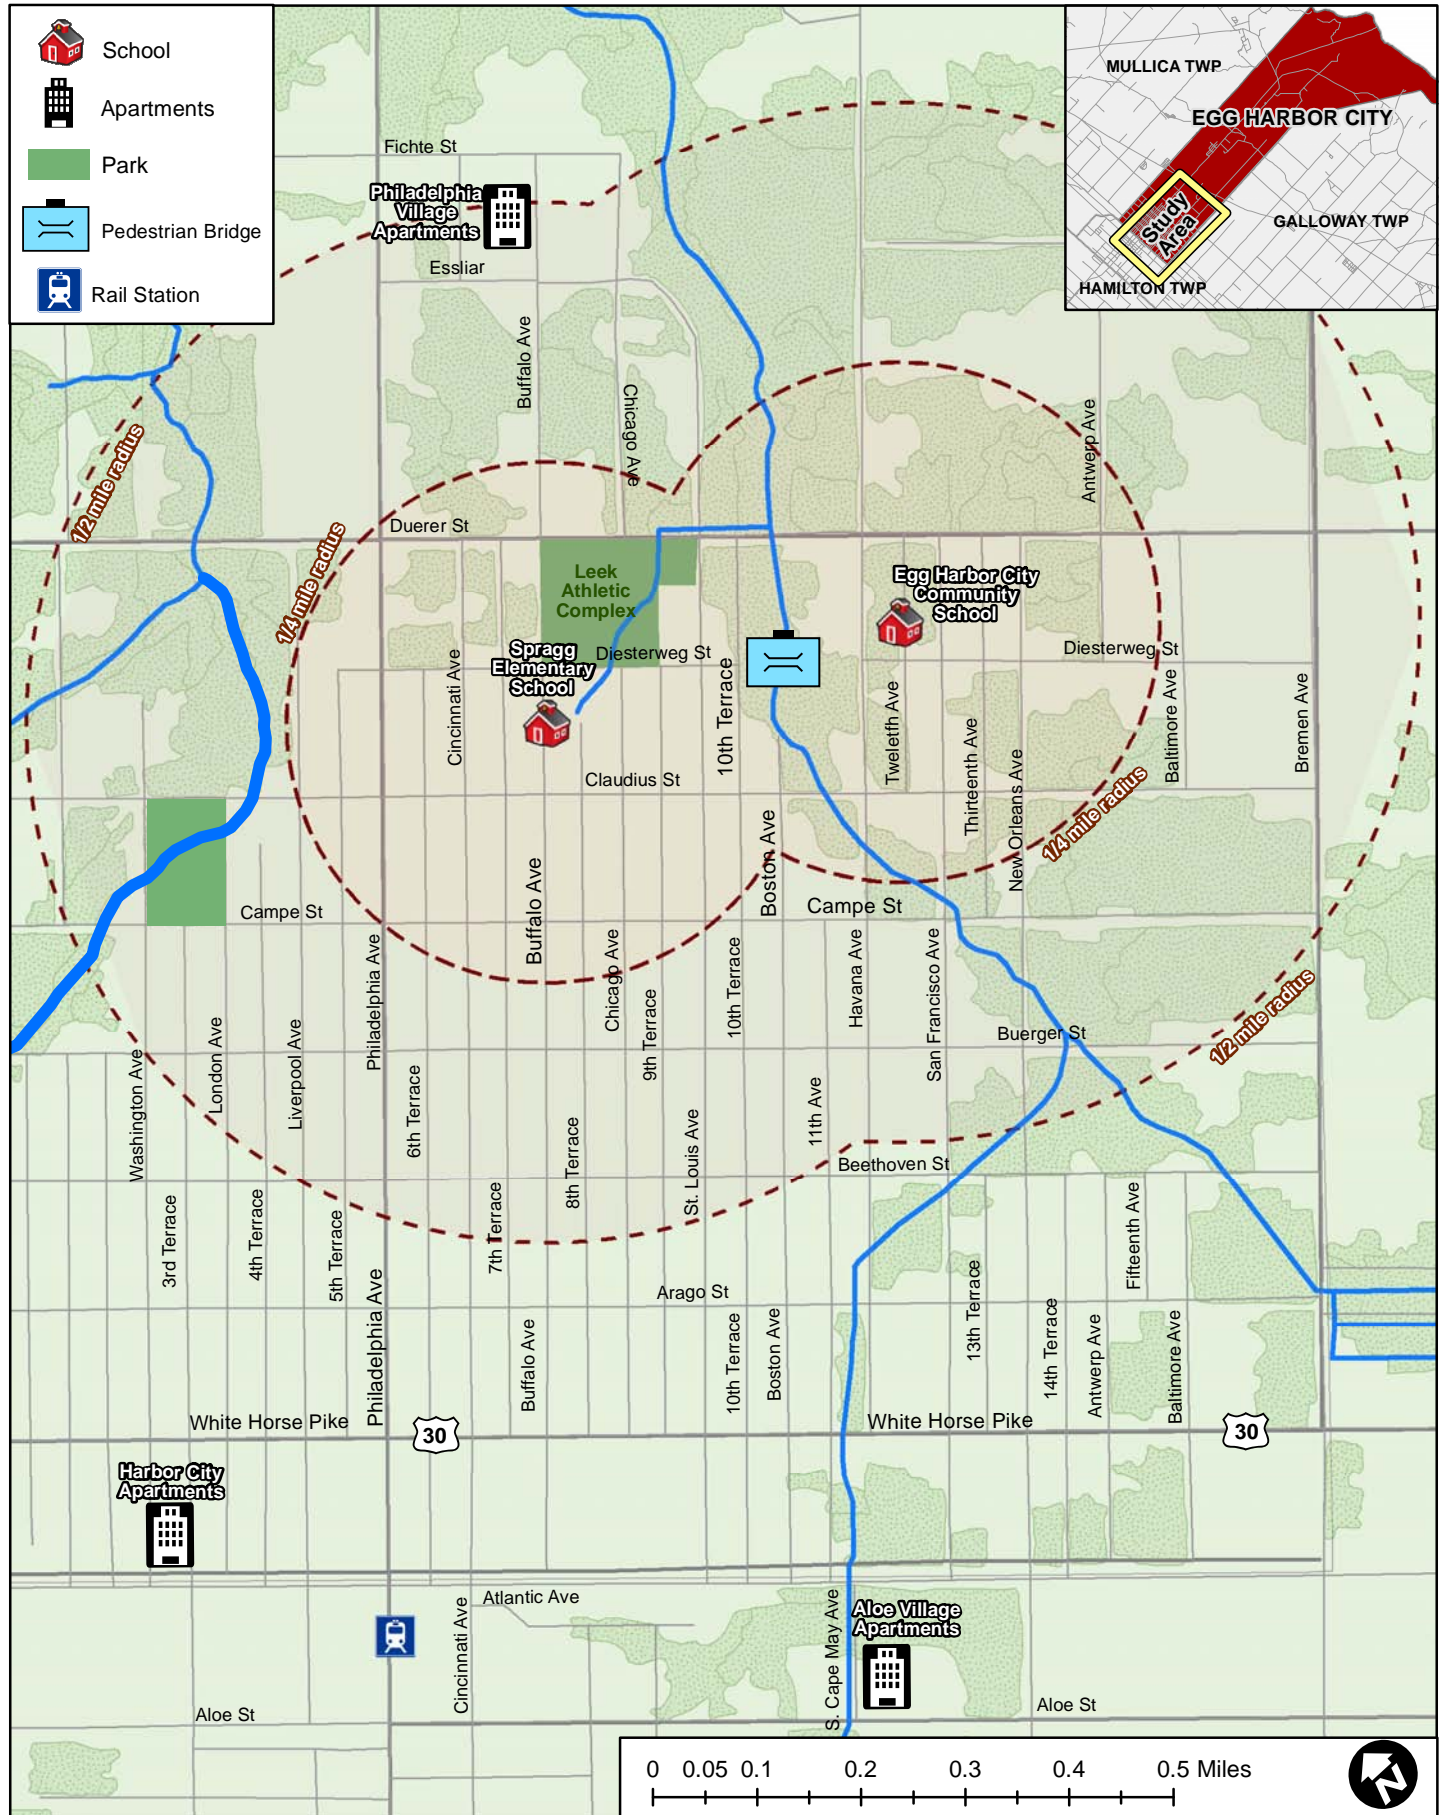 School
Apartments
Park
Pedestrian Bridge
Rail Station
MULLICA TWP
EGG HARBOR CITY
GALLOWAY TWP
HAMILTON TWP
Study
Area
Fichte St
Philadelphia
Village
Apartments
Essliar
Buffalo Ave
Chicago Ave
Antwerp Ave
1/2 mile radius
1/4 mile radius
Duerer St
Leek
Athletic
Complex
Egg Harbor City
Community
School
Spragg
Elementary
School
Diesterweg St
Diesterweg St
Cincinnati Ave
10th Terrace
Tweletfh Ave
Thirteenth Ave
New Orleans Ave
Baltimore Ave
Bremen Ave
Claudius St
1/4 mile radius
Boston Ave
Buffalo Ave
Campe St
Campe St
Philadelphia Ave
Chicago Ave
9th Terrace
10th Terrace
Havana Ave
San Francisco Ave
1/2 mile radius
Buerger St
Washington Ave
London Ave
Liverpool Ave
6th Terrace
8th Terrace
St. Louis Ave
11th Ave
Beethoven St
3rd Terrace
4th Terrace
5th Terrace
7th Terrace
Fifteenth Ave
Arago St
Philadelphia Ave
Buffalo Ave
10th Terrace
Boston Ave
13th Terrace
14th Terrace
Antwerp Ave
Baltimore Ave
White Horse Pike
30
White Horse Pike
30
Harbor City
Apartments
Atlantic Ave
Cincinnati Ave
S. Cape May Ave
Aloe Village
Apartments
Aloe St
Aloe St
0 0.05 0.1 0.2 0.3 0.4 0.5 Miles
N